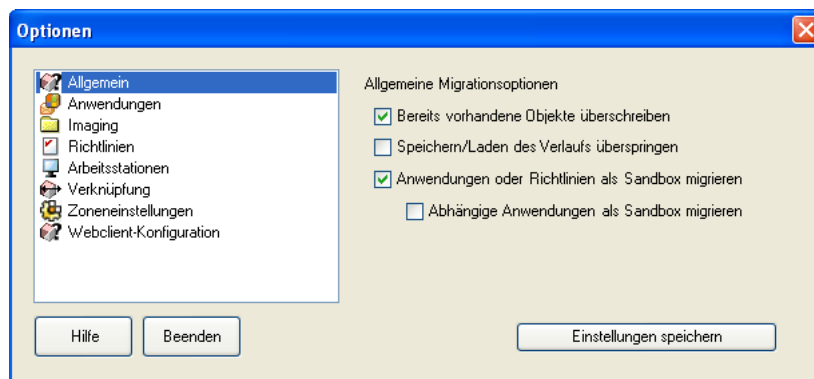 Optionen
Allgemein
Anwendungen
Imaging
Richtlinien
Arbeitsstationen
Verknüpfung
Zoneneinstellungen
Webclient-Konfiguration
Allgemeine Migrationsoptionen
Bereits vorhandene Objekte überschreiben
Speichern/Laden des Verlaufs überspringen
Anwendungen oder Richtlinien als Sandbox migrieren
Abhängige Anwendungen als Sandbox migrieren
Hilfe
Beenden
Einstellungen speichern